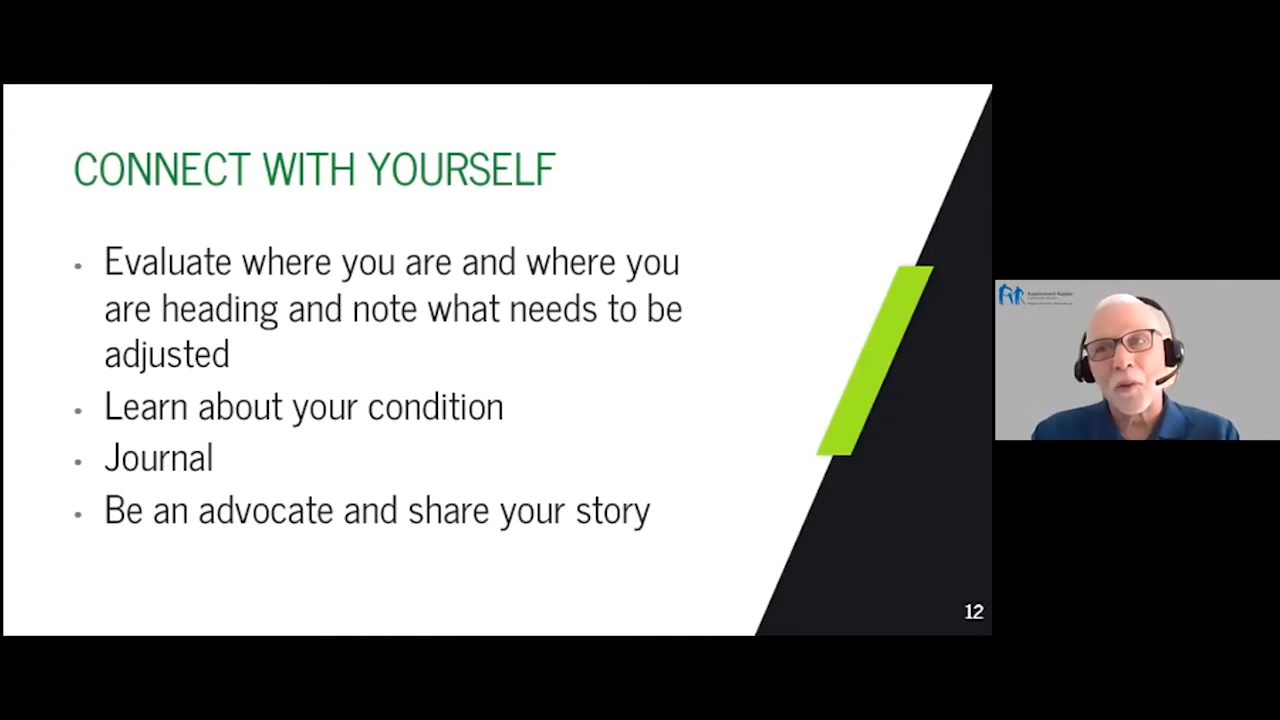 CONNECT WITH YOURSELF
• Evaluate where you are and where you
are heading and note what needs to be
adjusted
• Learn about your condition
• Journal
• Be an advocate and share your story
12